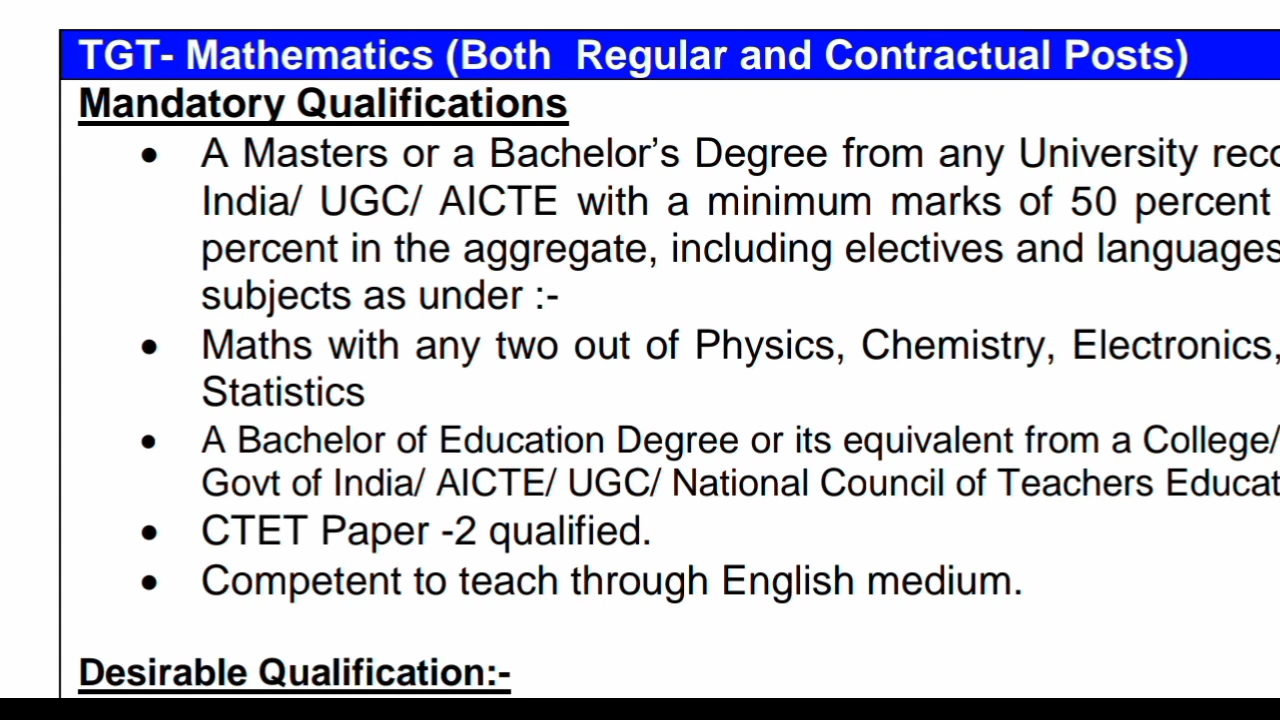 TGT- Mathematics (Both Regular and Contractual Posts)
Mandatory Qualifications
• A Masters or a Bachelor’s Degree from any University
India/ UGC/ AICTE with a minimum marks of 50 percent
percent in the aggregate, including electives and languages
subjects as under :-
• Maths with any two out of Physics, Chemistry, Electronics,
Statistics
• A Bachelor of Education Degree or its equivalent from a College/
Govt of India/ AICTE/ UGC/ National Council of Teachers
• CTET Paper -2 qualified.
• Competent to teach through English medium.
Desirable Qualification:-